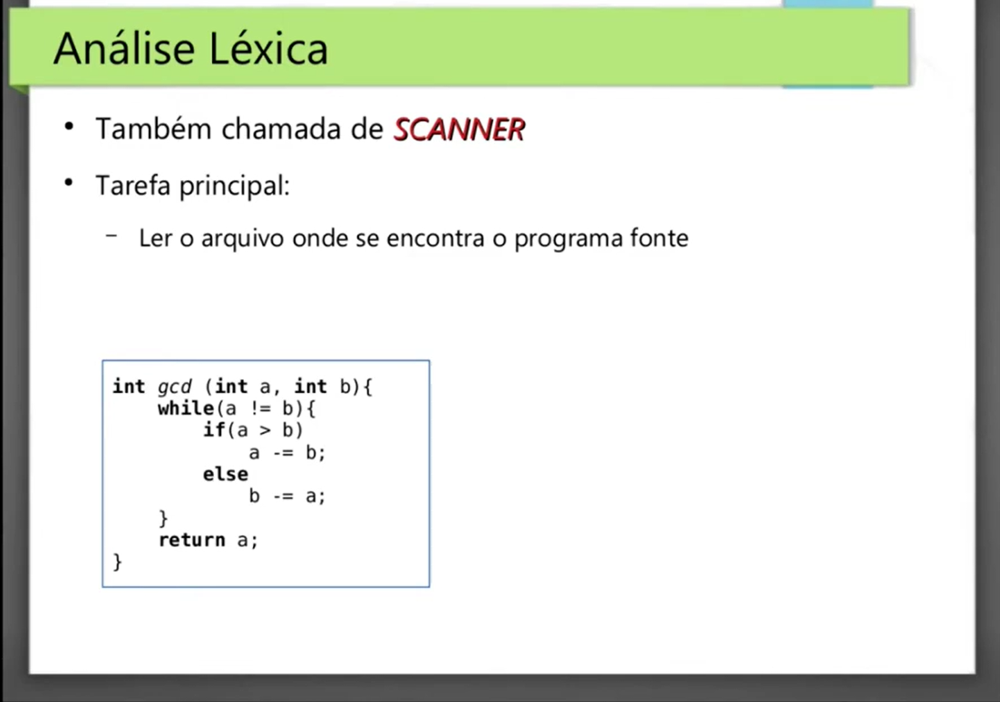 Análise Léxica
• Também chamada de SCANNER
• Tarefa principal:
– Ler o arquivo onde se encontra o programa fonte
int gcd (int a, int b){
    while(a != b){
        if(a > b)
            a -= b;
        else
            b -= a;
    }
    return a;
}